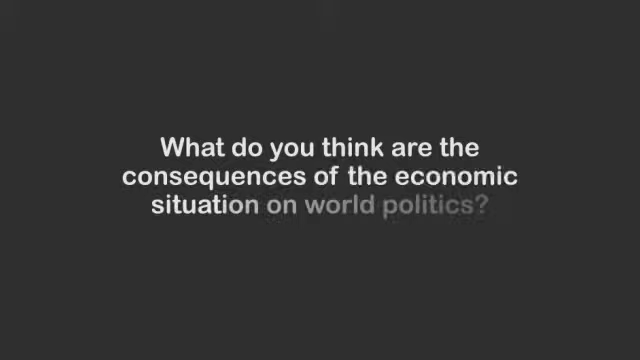 What do you think are the
consequences of the economic
situation on world politics?